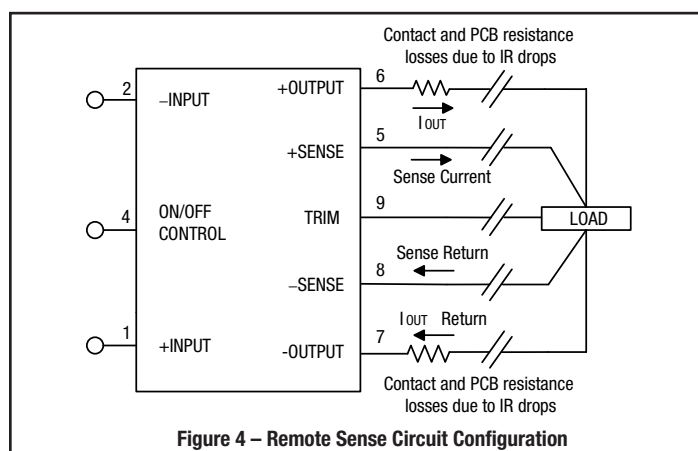 Contact and PCB resistance
losses due to IR drops
6
+OUTPUT
2
–INPUT
IOUT
5
+SENSE
Sense Current
4
ON/OFF
CONTROL
9
TRIM
LOAD
Sense Return
8
–SENSE
IOUT Return
7
1
+INPUT
-OUTPUT
Contact and PCB resistance
losses due to IR drops
Figure 4 – Remote Sense Circuit Configuration